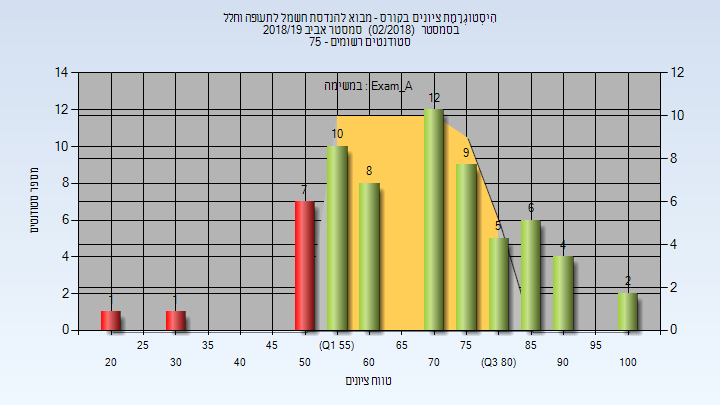 היסטוגרמת ציונים בקורס - מבוא להנדסת חשמל לתעופה וחלל
בסמסטר (02/2018) סמסטר אביב 2018/19
סטודנטים רשומים - 75
במשימה : Exam_A
מספר סטודנטים
14 12 10 8 6 4 2 0
12 10 8 6 4 2 0
1 1 7 10 8 12 9 5 6 4 2
25 35 45 (Q1 55) 65 75 85 95
20 30 40 50 60 70 (Q3 80) 90 100
טווח ציונים